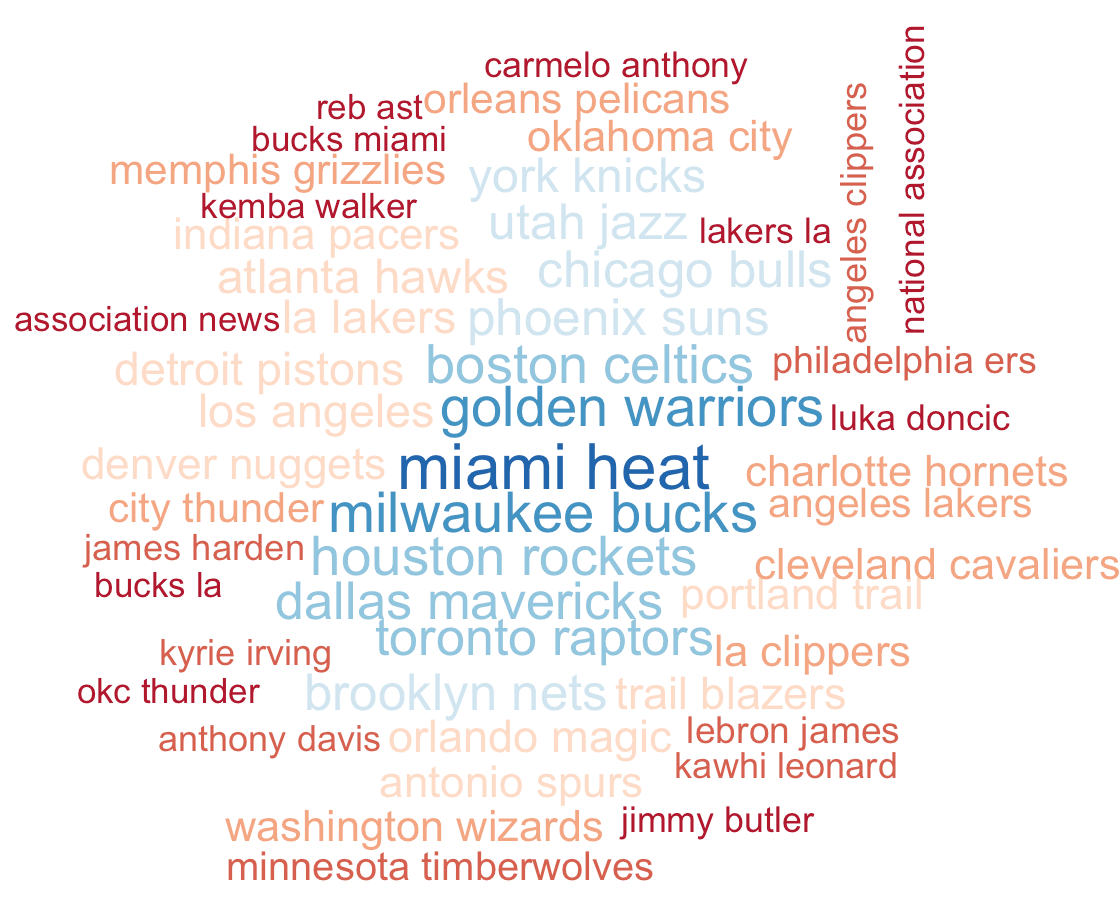 carmelo anthony
reb ast
orleans pelicans
bucks miami
oklahoma city
memphis grizzlies
york knicks
kemba walker
utah jazz
lakers la
angeles clippers
national association
indiana pacers
atlanta hawks
chicago bulls
association news
la lakers
phoenix suns
detroit pistons
boston celtics
philadelphia ers
los angeles
golden warriors
luka doncic
denver nuggets
miami heat
charlotte hornets
city thunder
milwaukee bucks
angeles lakers
james harden
houston rockets
cleveland cavaliers
bucks la
dallas mavericks
portland trail
kyrie irving
toronto raptors
la clippers
okc thunder
brooklyn nets
trail blazers
anthony davis
orlando magic
lebron james
kawhi leonard
antonio spurs
washington wizards
jimmy butler
minnesota timberwolves